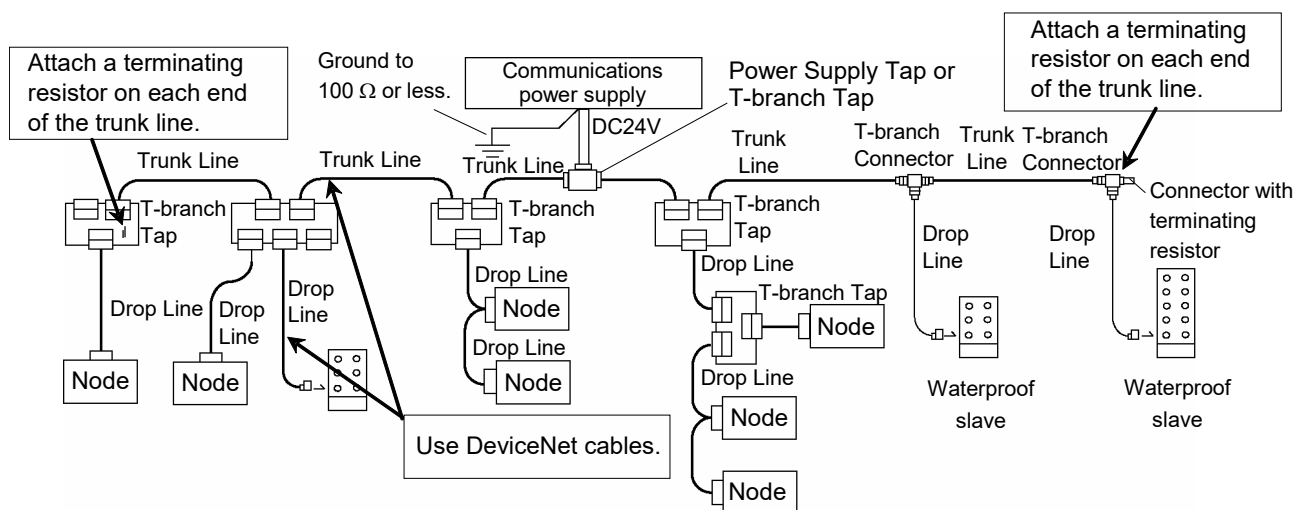 Attach a terminating
resistor on each end
of the trunk line.
Ground to
100 Ω or less.
Communications
power supply
DC24V
Power Supply Tap or
T-branch Tap
Attach a terminating
resistor on each end
of the trunk line.
Trunk Line
Trunk Line
Trunk Line
Trunk
Line
T-branch
Connector
Trunk
Line
T-branch
Connector
Connector with
terminating
resistor
T-branch
Tap
T-branch
Tap
T-branch
Tap
Drop Line
Drop
Line
Drop
Line
Drop Line
Drop Line
Drop Line
T-branch Tap
Drop Line
Drop
Line
Drop
Line
Node
Node
Node
Node
Node
Node
Node
Waterproof
slave
Waterproof
slave
Use DeviceNet cables.